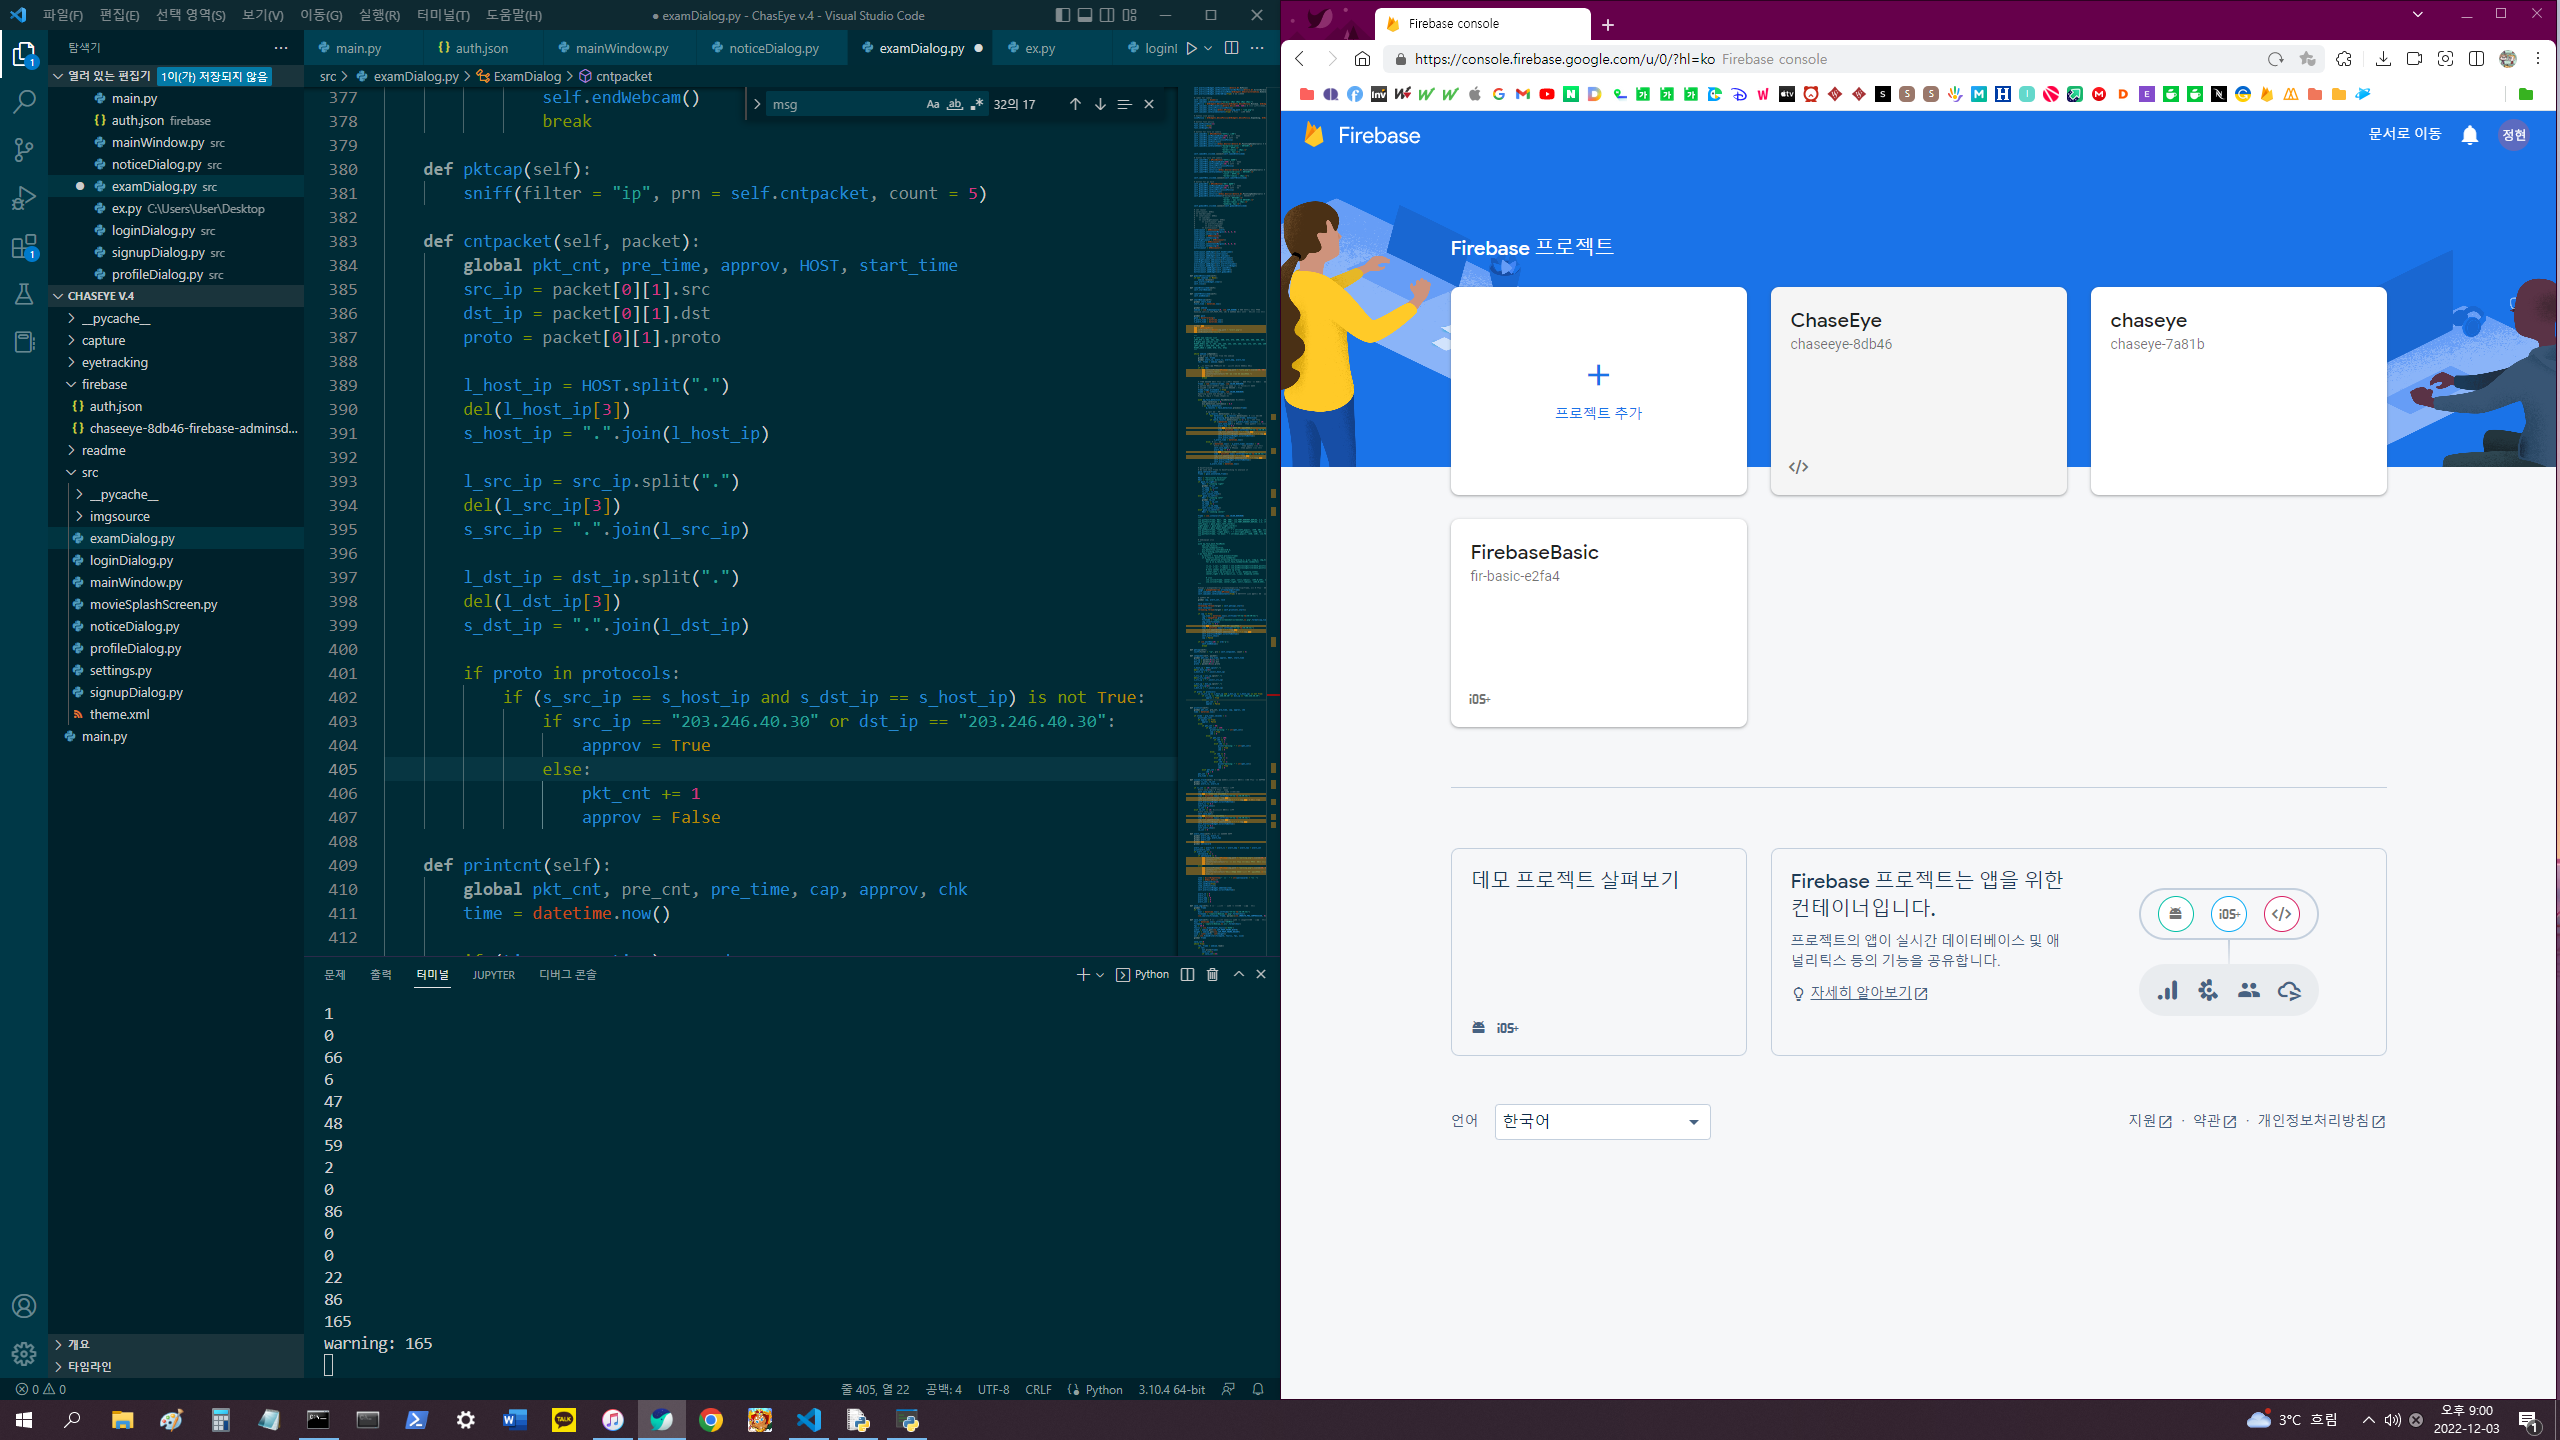 파일(F) 편집(E) 선택 영역(S) 보기(V) 이동(G) 실행(R) 터미널(T) 도움말(H)
● examDialog.py - ChasEye v.4 - Visual Studio Code
탐색기
열려 있는 편집기 1이(가) 저장되지 않음
main.py
auth.json firebase
mainWindow.py src
noticeDialog.py src
examDialog.py src
ex.py C:\Users\User\Desktop
loginDialog.py src
signupDialog.py src
profileDialog.py src
CHASEYE V.4
__pycache__
capture
eyetracking
firebase
auth.json
chaseeye-8db46-firebase-adminsd...
readme
src
__pycache__
imgsource
examDialog.py
loginDialog.py
mainWindow.py
movieSplashScreen.py
noticeDialog.py
profileDialog.py
settings.py
signupDialog.py
theme.xml
main.py
개요
타임라인
main.py auth.json mainWindow.py noticeDialog.py examDialog.py ex.py loginI
src > examDialog.py > ExamDialog > cntpacket
msg Aa ab 32의 17
377 self.endWebcam()
378 break
379
380 def pktcap(self):
381 sniff(filter = "ip", prn = self.cntpacket, count = 5)
382
383 def cntpacket(self, packet):
384 global pkt_cnt, pre_time, approv, HOST, start_time
385 src_ip = packet[0][1].src
386 dst_ip = packet[0][1].dst
387 proto = packet[0][1].proto
388
389 l_host_ip = HOST.split(".")
390 del(l_host_ip[3])
391 s_host_ip = ".".join(l_host_ip)
392
393 l_src_ip = src_ip.split(".")
394 del(l_src_ip[3])
395 s_src_ip = ".".join(l_src_ip)
396
397 l_dst_ip = dst_ip.split(".")
398 del(l_dst_ip[3])
399 s_dst_ip = ".".join(l_dst_ip)
400
401 if proto in protocols:
402 if (s_src_ip == s_host_ip and s_dst_ip == s_host_ip) is not True:
403 if src_ip == "203.246.40.30" or dst_ip == "203.246.40.30":
404 approv = True
405 else:
406 pkt_cnt += 1
407 approv = False
408
409 def printcnt(self):
410 global pkt_cnt, pre_cnt, pre_time, cap, approv, chk
411 time = datetime.now()
412
문제 출력 터미널 JUPYTER 디버그 콘솔
Python
1
0
66
6
47
48
59
2
0
86
0
0
22
86
165
warning: 165
0 0
줄 405, 열 22 공백: 4 UTF-8 CRLF Python 3.10.4 64-bit
Firebase console
https://console.firebase.google.com/u/0/?hl=ko Firebase console
Firebase
문서로 이동
정현
Firebase 프로젝트
프로젝트 추가
ChaseEye
chaseeye-8db46
chaseye
chaseye-7a81b
FirebaseBasic
fir-basic-e2fa4
iOS+
데모 프로젝트 살펴보기
iOS+
Firebase 프로젝트는 앱을 위한
컨테이너입니다.
프로젝트의 앱이 실시간 데이터베이스 및 애
널리틱스 등의 기능을 공유합니다.
자세히 알아보기
iOS+
언어 한국어
지원 · 약관 · 개인정보처리방침
3°C 흐림
오후 9:00
2022-12-03
1